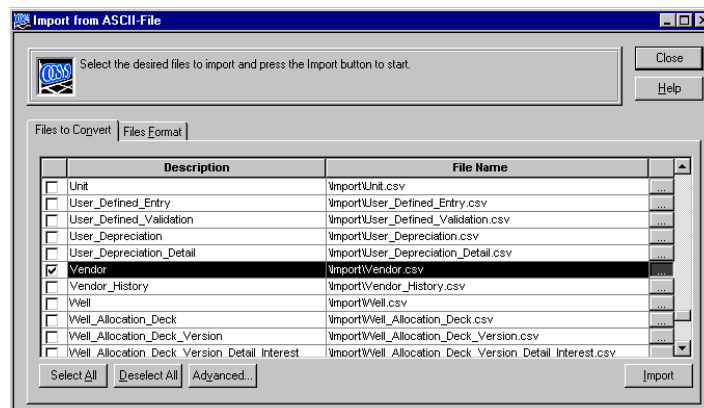 Import from ASCII-File
Select the desired files to import and press the Import button to start.
Close
Help
Files to Convert Files Format
Description File Name
Unit \Import\Unit.csv ...
User_Defined_Entry \Import\User_Defined_Entry.csv ...
User_Defined_Validation \Import\User_Defined_Validation.csv ...
User_Depreciation \Import\User_Depreciation.csv ...
User_Depreciation_Detail \Import\User_Depreciation_Detail.csv ...
Vendor \Import\Vendor.csv ...
Vendor_History \Import\Vendor_History.csv ...
Well \Import\Well.csv ...
Well_Allocation_Deck \Import\Well_Allocation_Deck.csv ...
Well_Allocation_Deck_Version \Import\Well_Allocation_Deck_Version.csv ...
Well_Allocation_Deck_Version_Detail_Interest \Import\Well_Allocation_Deck_Version_Detail_Interest.csv
Select All Deselect All Advanced... Import